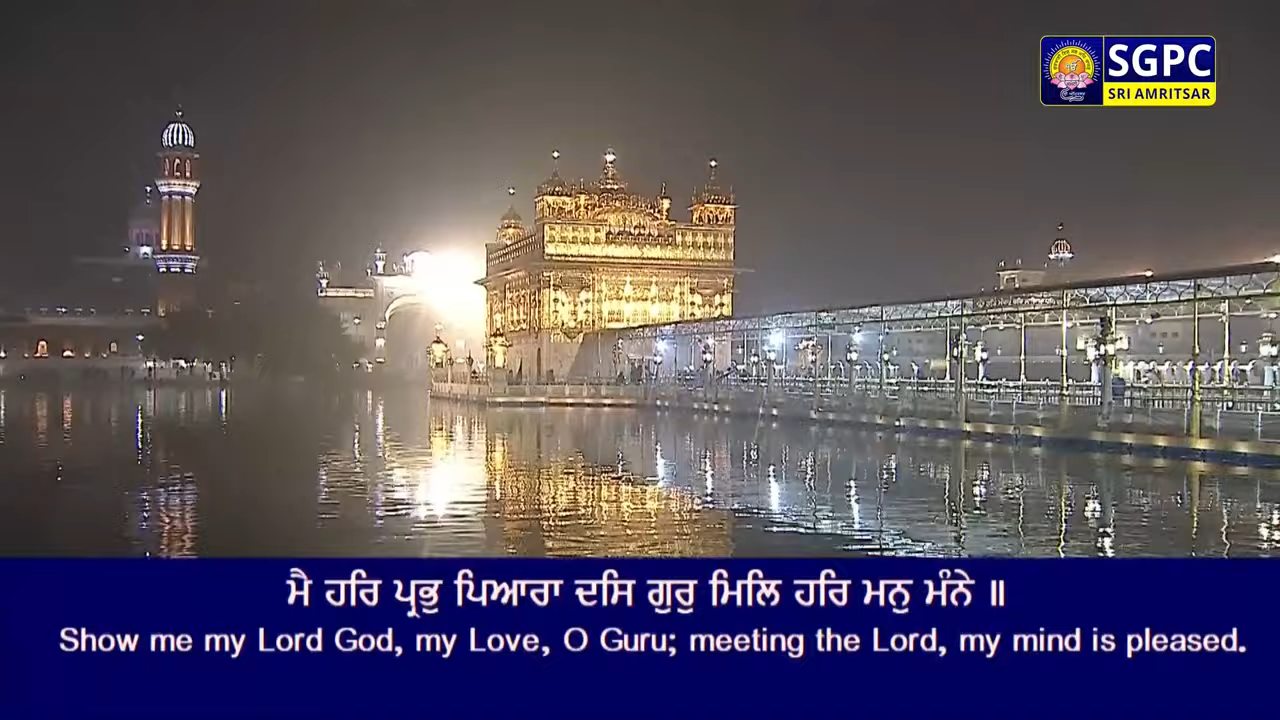 SGPC
SRI AMRITSAR
ਮੈ ਹਰਿ ਪ੍ਰਭੁ ਪਿਆਰਾ ਦਸਿ ਗੁਰੁ ਮਿਲਿ ਹਰਿ ਮਨੁ ਮੰਨੇ ॥
Show me my Lord God, my Love, O Guru; meeting the Lord, my mind is pleased.